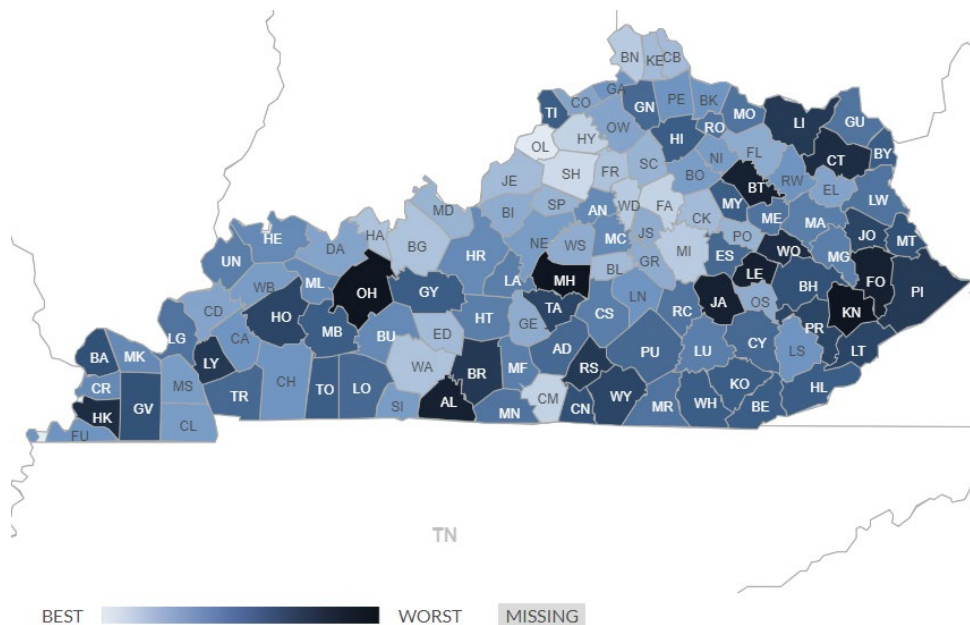 BN KE CB
GA
TI CO GN PE BK MO
LI GU
OL HY OW HI RO
CT BY
SH FR SC NI FL
BO BT RW EL
JE SP WD FA MY LW
MD BI AN CK ME MA
HE DA HA BG NE WS MC JS PO JO MT
UN HR MI ES WO MG
ML BL GR LE
WB LA MH BH FO PI
OH GY LN JA OS KN
CD HO TA RC
LG MB HT GE CS PR
CA BU ED AD LU CY LS LT
BA MK LY WA BR MF RS PU
MS CH KO HL
CR TR TO LO WY WH
HK GV SI AL MN CM CN MR BE
FU CL
TN
BEST WORST MISSING